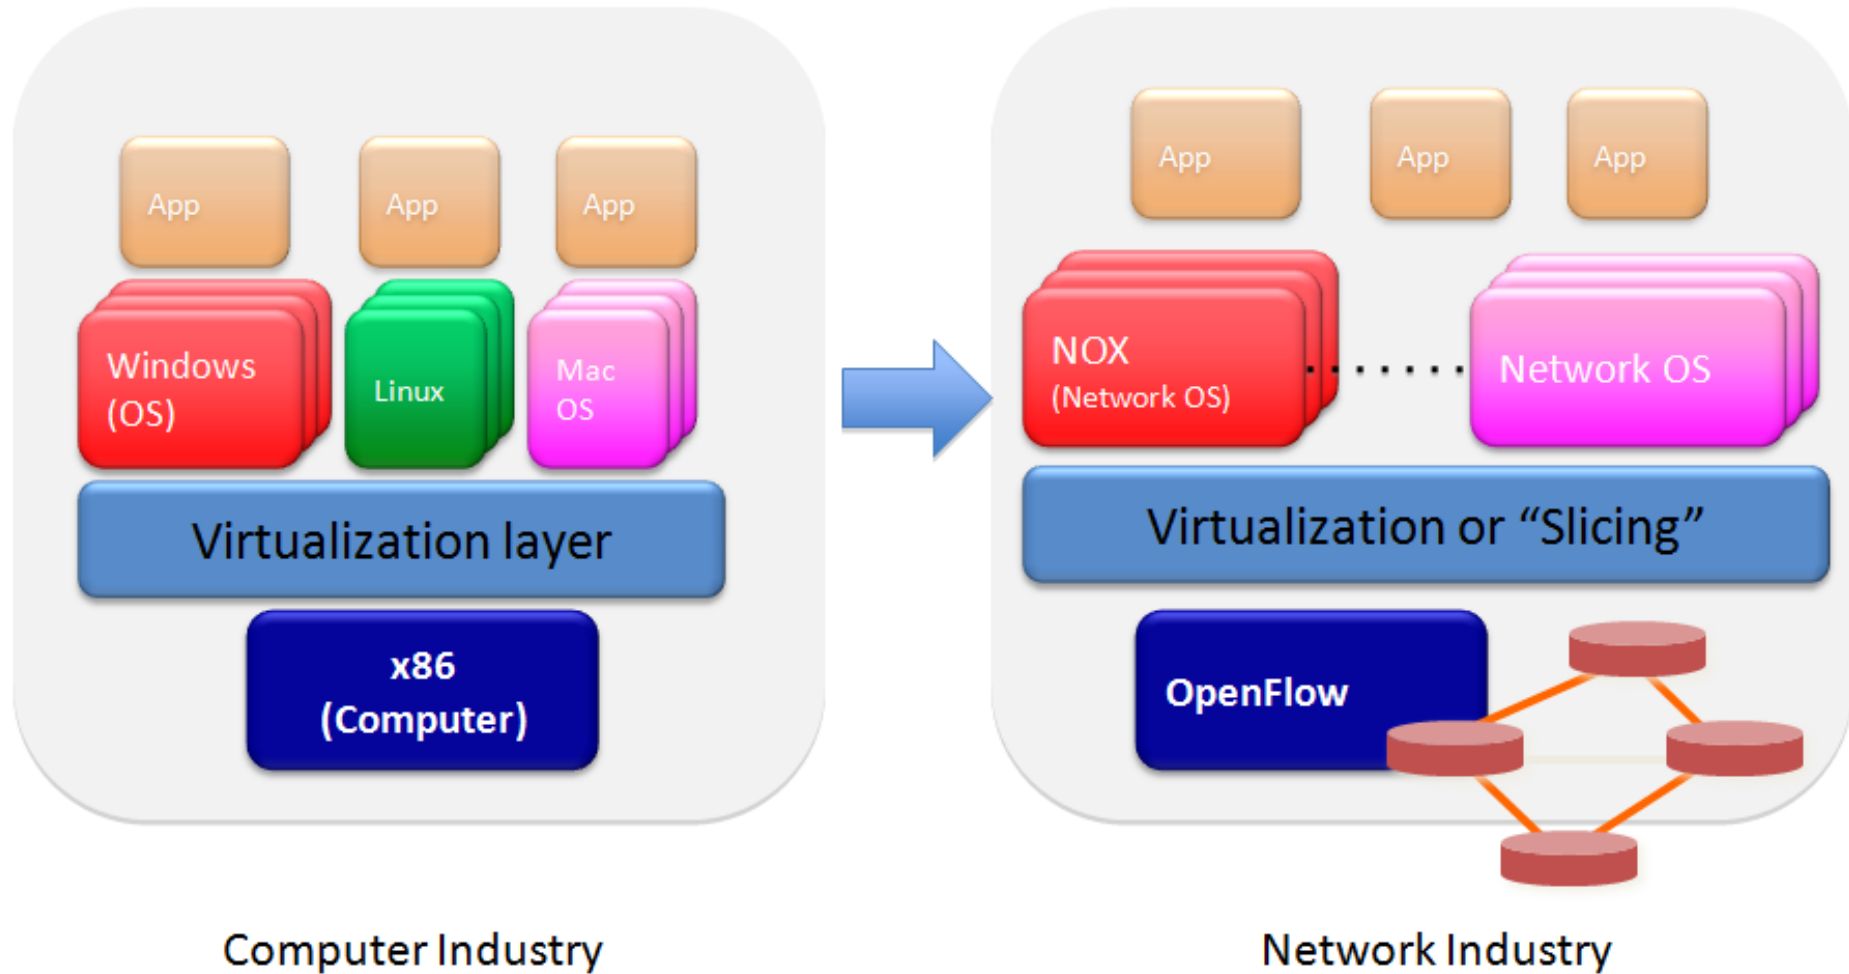 App
App
App
Windows
(OS)
Linux
Mac
OS
Virtualization layer
x86
(Computer)
Computer Industry
App
App
App
NOX
(Network OS)
Network OS
Virtualization or “Slicing”
OpenFlow
Network Industry